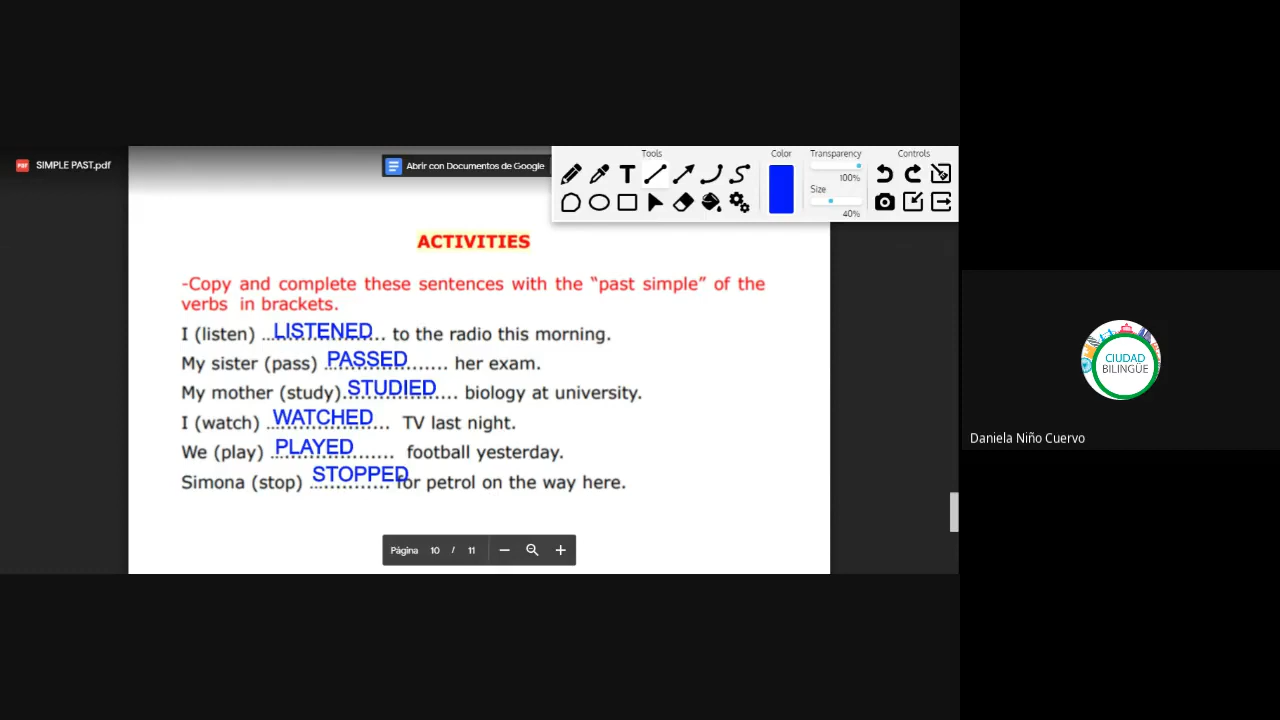 SIMPLE PAST.pdf
Abrir con Documentos de Google
Tools
Color
Transparency
Controls
100%
Size
40%
ACTIVITIES
-Copy and complete these sentences with the “past simple” of the
verbs in brackets.
I (listen) ...LISTENED... to the radio this morning.
My sister (pass) PASSED........ her exam.
My mother (study).STUDIED.... biology at university.
I (watch) ...WATCHED... TV last night.
We (play) ...PLAYED........ football yesterday.
Simona (stop) ...STOPPED for petrol on the way here.
Página 10 / 11
CIUDAD
BILINGÜE
Daniela Niño Cuervo